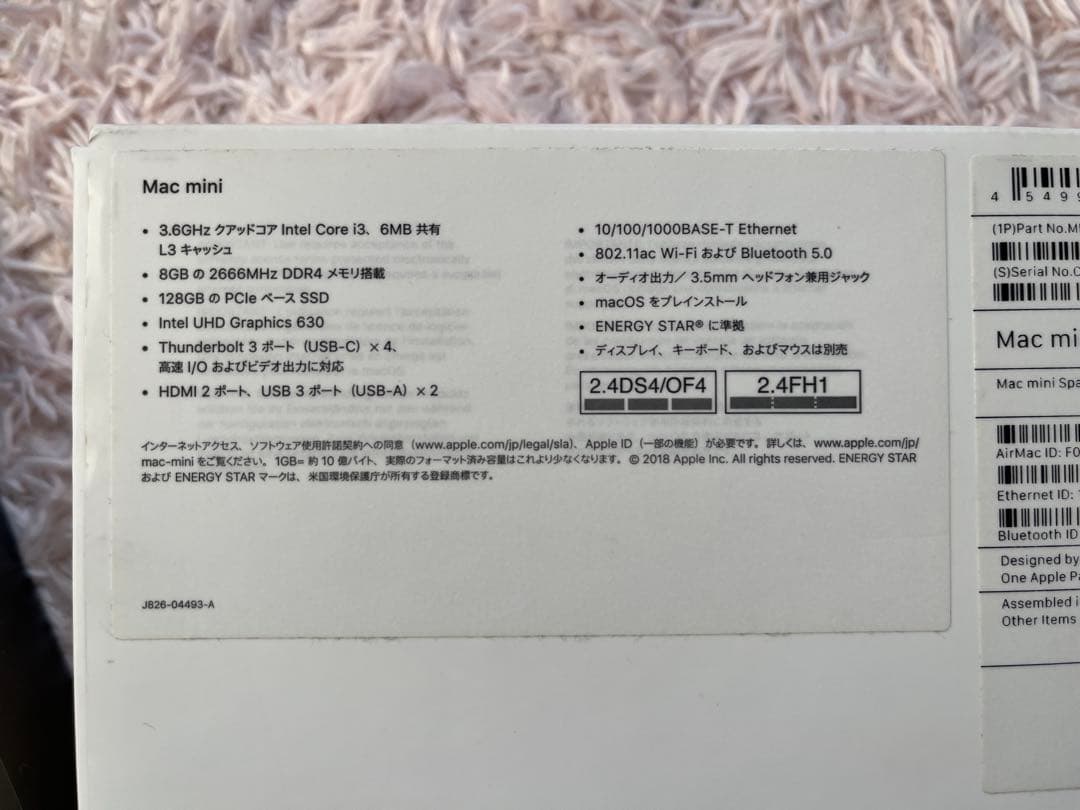 Mac mini
• 3.6GHz クアッドコア Intel Core i3、6MB 共有
L3 キャッシュ
• 8GB の 2666MHz DDR4 メモリ搭載
• 128GB の PCIe ベース SSD
• Intel UHD Graphics 630
• Thunderbolt 3 ポート（USB-C）× 4、
高速 I/O およびビデオ出力に対応
• HDMI 2 ポート、USB 3 ポート（USB-A）× 2
• 10/100/1000BASE-T Ethernet
• 802.11ac Wi-Fi および Bluetooth 5.0
• オーディオ出力／ 3.5mm ヘッドフォン兼用ジャック
• macOS をプレインストール
• ENERGY STAR® に準拠
• ディスプレイ、キーボード、およびマウスは別売
2.4DS4/OF4
2.4FH1
インターネットアクセス、ソフトウェア使用許諾契約への同意（www.apple.com/jp/legal/sla）、Apple ID（一部の機能）が必要です。詳しくは、www.apple.com/jp/
mac-mini をご覧ください。1GB= 約 10 億バイト、実際のフォーマット済み容量はこれより少なくなります。© 2018 Apple Inc. All rights reserved. ENERGY STAR
および ENERGY STAR マークは、米国環境保護庁が所有する登録商標です。
J826-04493-A
4 549
(1P)Part No.M
(S)Serial No.C
Mac mi
Mac mini Spa
AirMac ID: F0
Ethernet ID:
Bluetooth ID
Designed by
One Apple Pa
Assembled i
Other Items